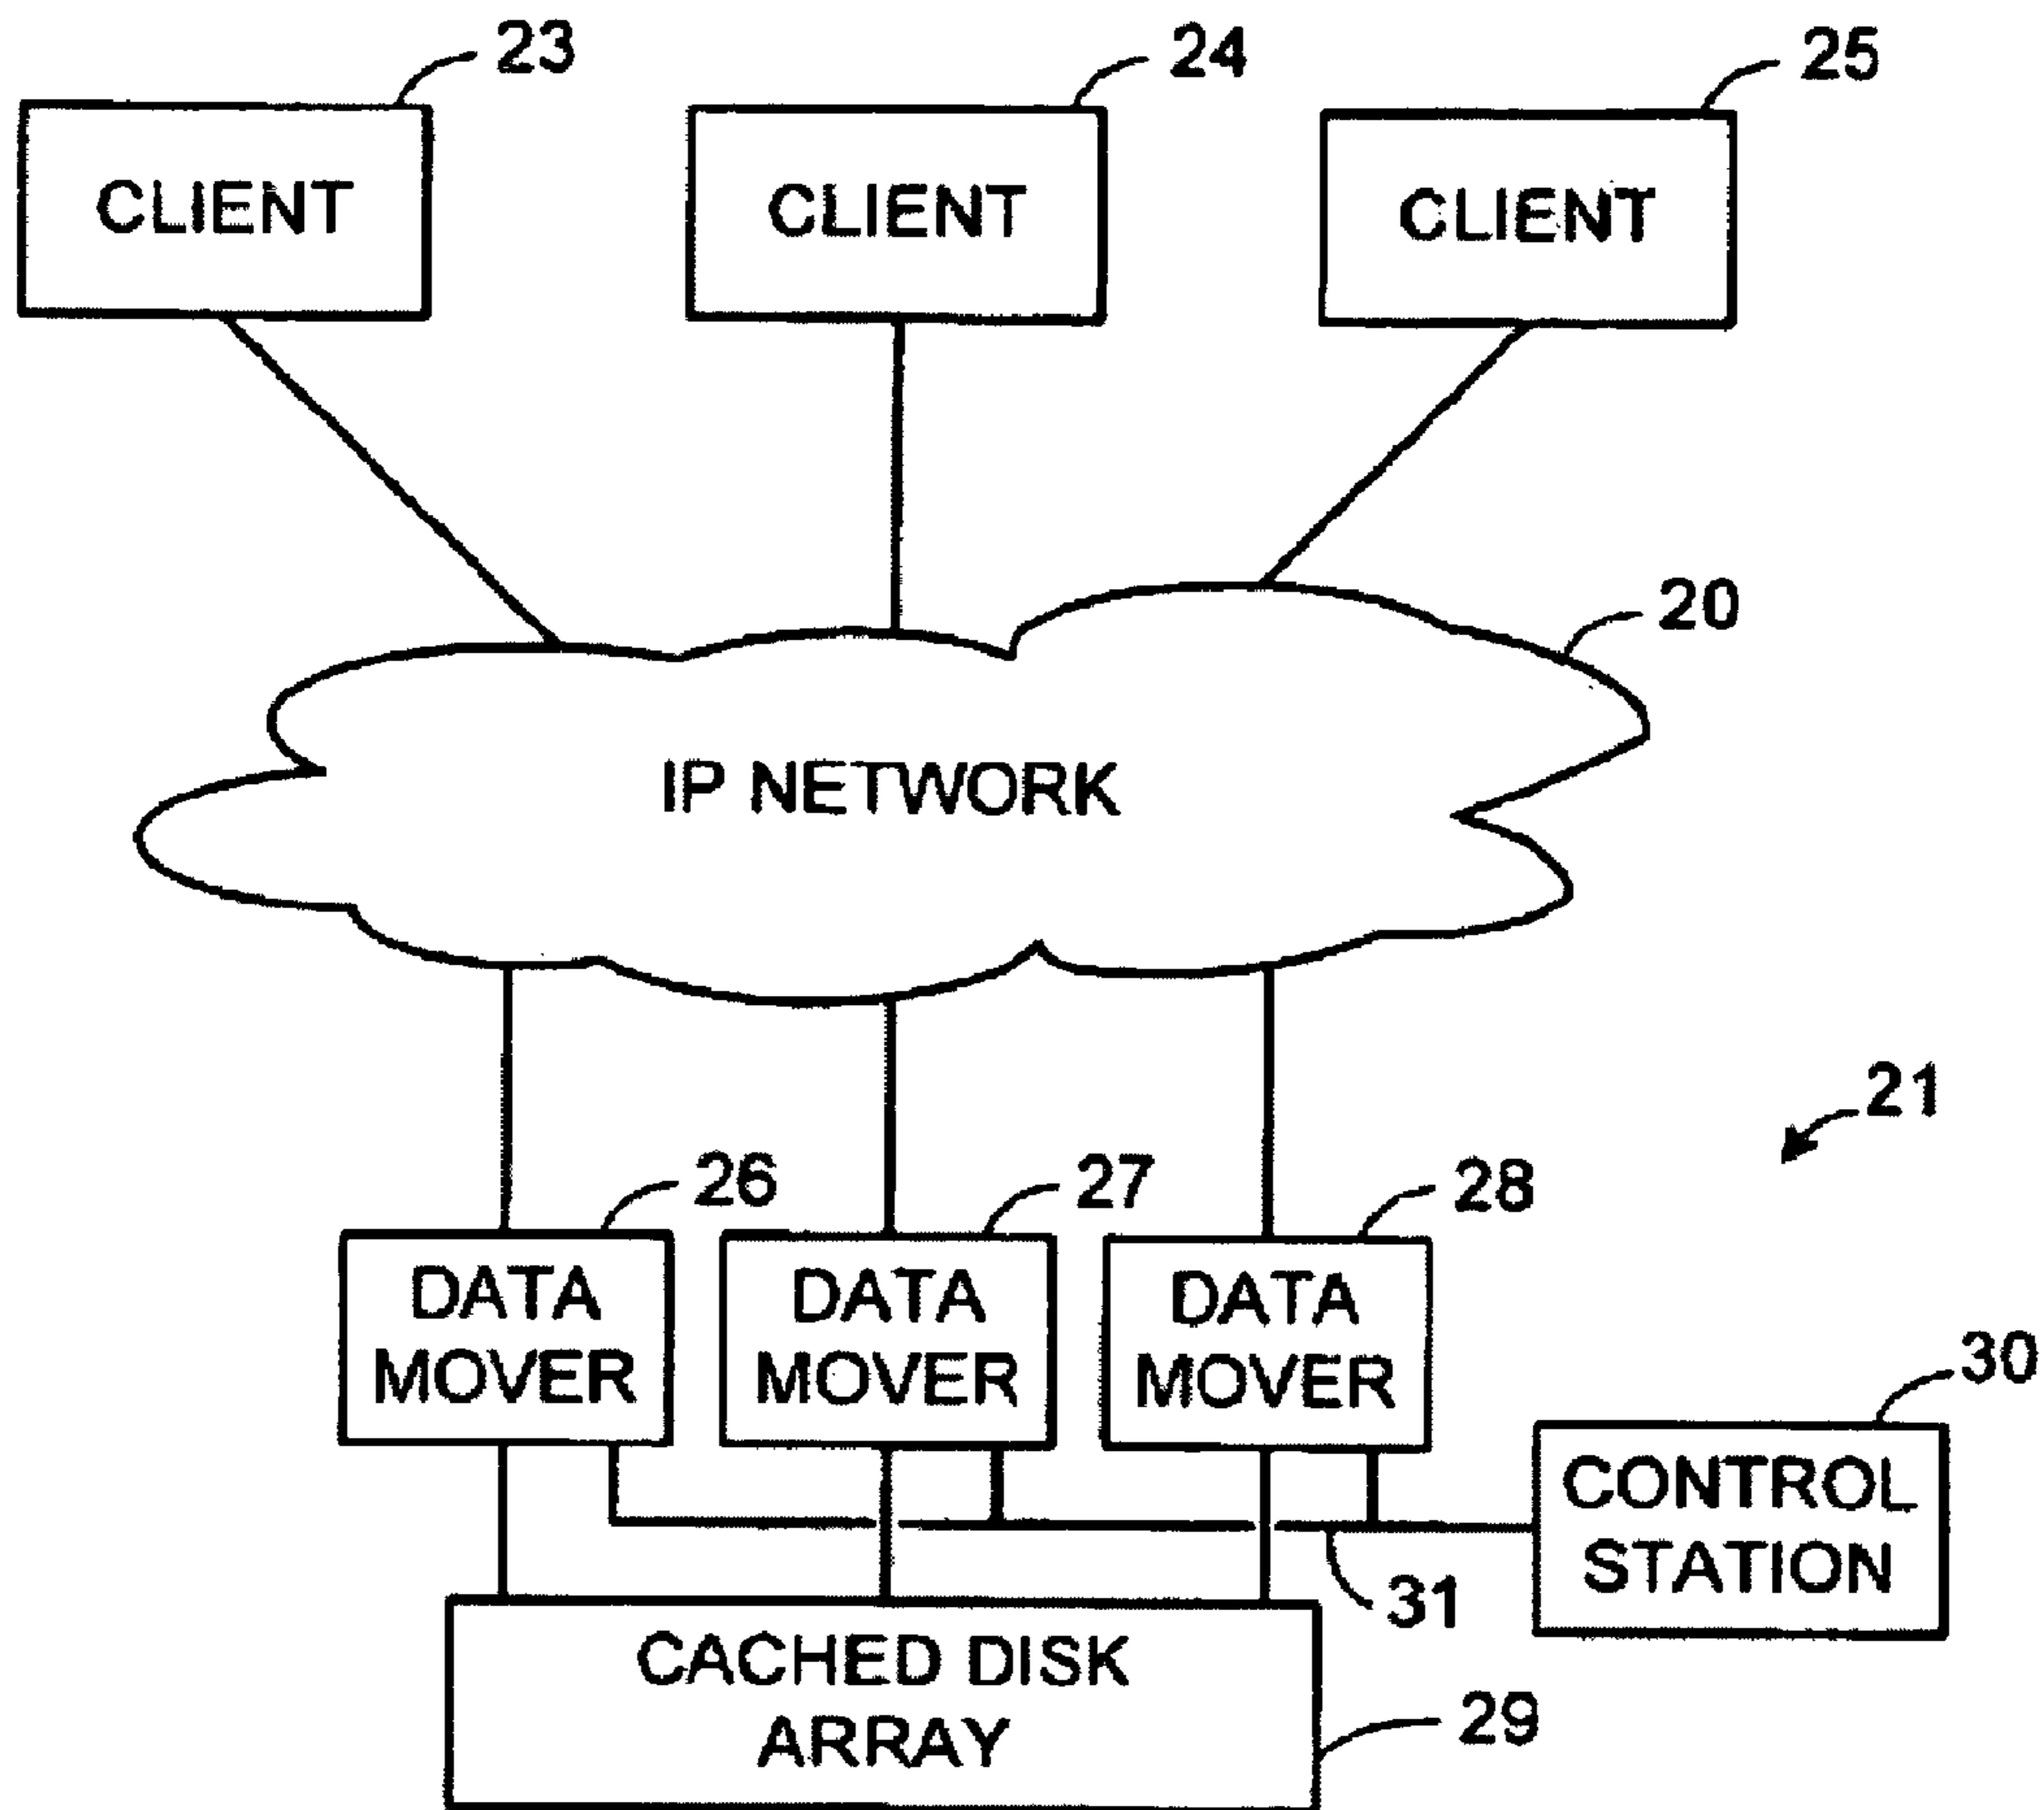 23
24
25
CLIENT
CLIENT
CLIENT
20
IP NETWORK
21
26
27
28
DATA
MOVER
DATA
MOVER
DATA
MOVER
30
CONTROL
STATION
31
CACHED DISK
ARRAY
29